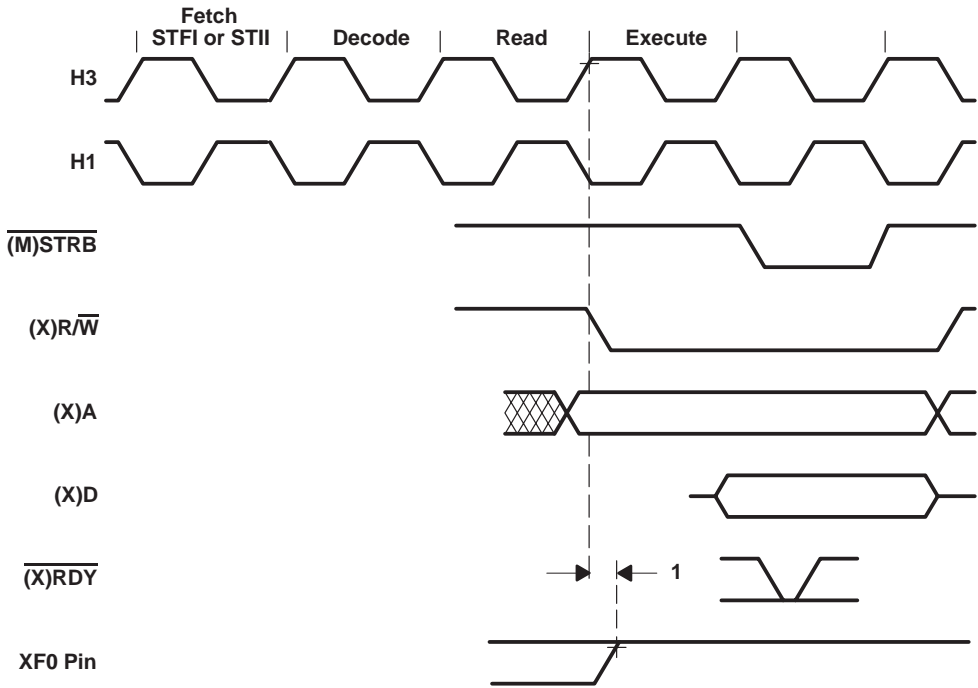 Fetch
STFI or STII
Decode
Read
Execute
H3
H1
(M)STRB
(X)R/W
(X)A
(X)D
(X)RDY
1
XF0 Pin